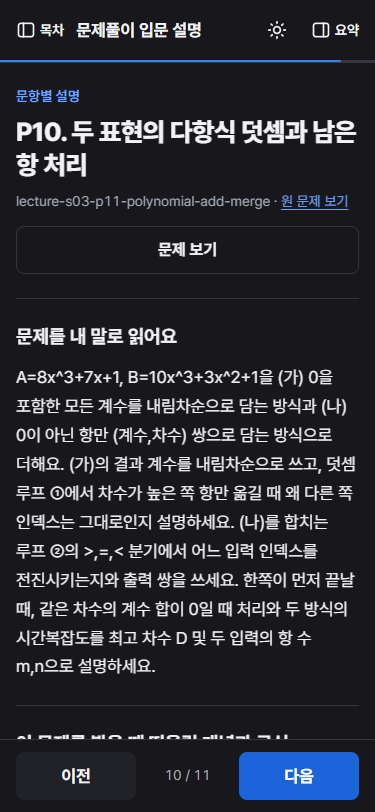 목차 문제풀이 입문 설명 요약
문항별 설명
P10. 두 표현의 다항식 덧셈과 남은
항 처리
lecture-s03-p11-polynomial-add-merge · 원 문제 보기
문제 보기
문제를 내 말로 읽어요
A=8x^3+7x+1, B=10x^3+3x^2+1을 (가) 0을
포함한 모든 계수를 내림차순으로 담는 방식과 (나)
0이 아닌 항만 (계수,차수) 쌍으로 담는 방식으로
더해요. (가)의 결과 계수를 내림차순으로 쓰고, 덧셈
루프 ①에서 차수가 높은 쪽 항만 옮길 때 왜 다른 쪽
인덱스는 그대로인지 설명하세요. (나)를 합치는
루프 ②의 >,=,< 분기에서 어느 입력 인덱스를
전진시키는지와 출력 쌍을 쓰세요. 한쪽이 먼저 끝날
때, 같은 차수의 계수 합이 0일 때 처리와 두 방식의
시간복잡도를 최고 차수 D 및 두 입력의 항 수
m,n으로 설명하세요.
이전 10 / 11 다음